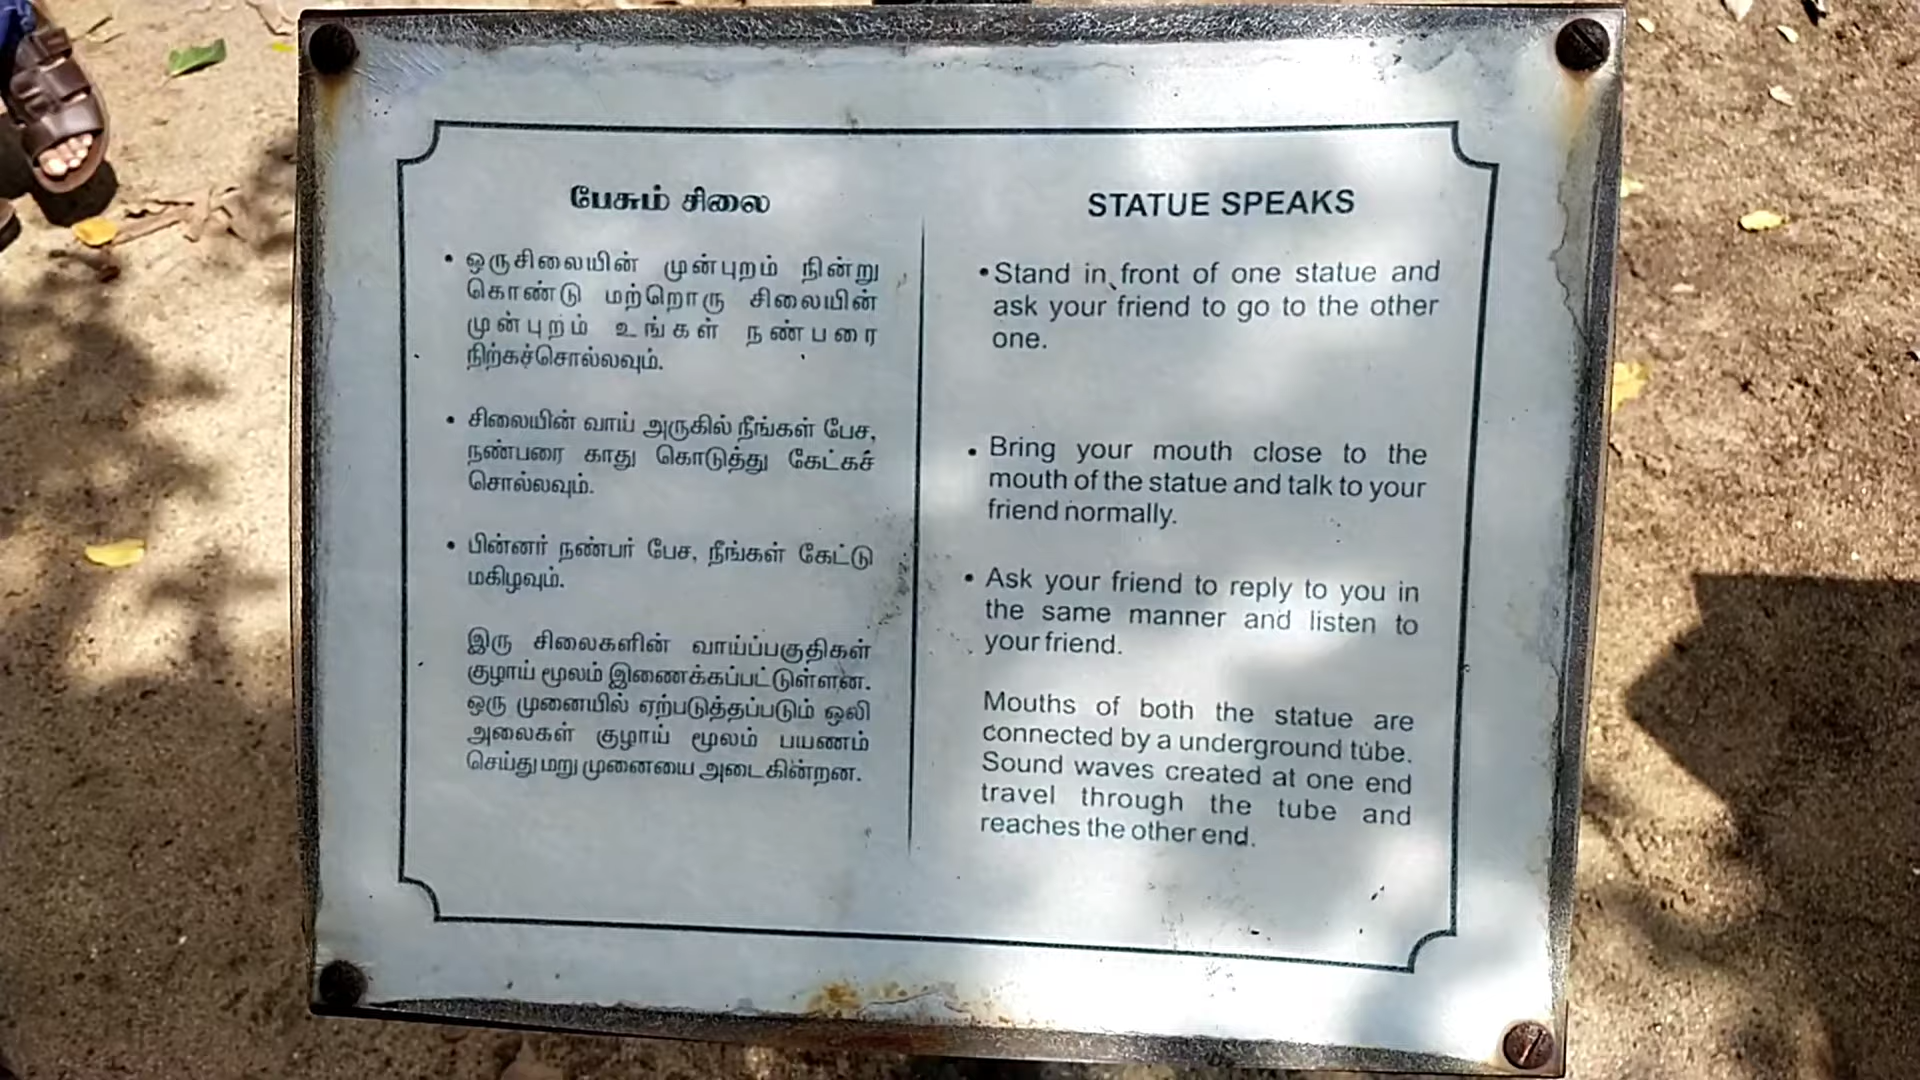 பேசும் சிலை
• ஒருசிலையின் முன்புறம் நின்று
கொண்டு மற்றொரு சிலையின்
முன்புறம் உங்கள் நண்பரை
நிற்கச்சொல்லவும்.
• சிலையின் வாய் அருகில் நீங்கள் பேச,
நண்பரை காது கொடுத்து கேட்கச்
சொல்லவும்.
• பின்னர் நண்பர் பேச, நீங்கள் கேட்டு
மகிழவும்.
இரு சிலைகளின் வாய்ப்பகுதிகள்
குழாய் மூலம் இணைக்கப்பட்டுள்ளன.
ஒரு முனையில் ஏற்படுத்தப்படும் ஒலி
அலைகள் குழாய் மூலம் பயணம்
செய்து மறு முனையை அடைகின்றன.
STATUE SPEAKS
• Stand in front of one statue and
ask your friend to go to the other
one.
• Bring your mouth close to the
mouth of the statue and talk to your
friend normally.
• Ask your friend to reply to you in
the same manner and listen to
your friend.
Mouths of both the statue are
connected by a underground tube.
Sound waves created at one end
travel through the tube and
reaches the other end.